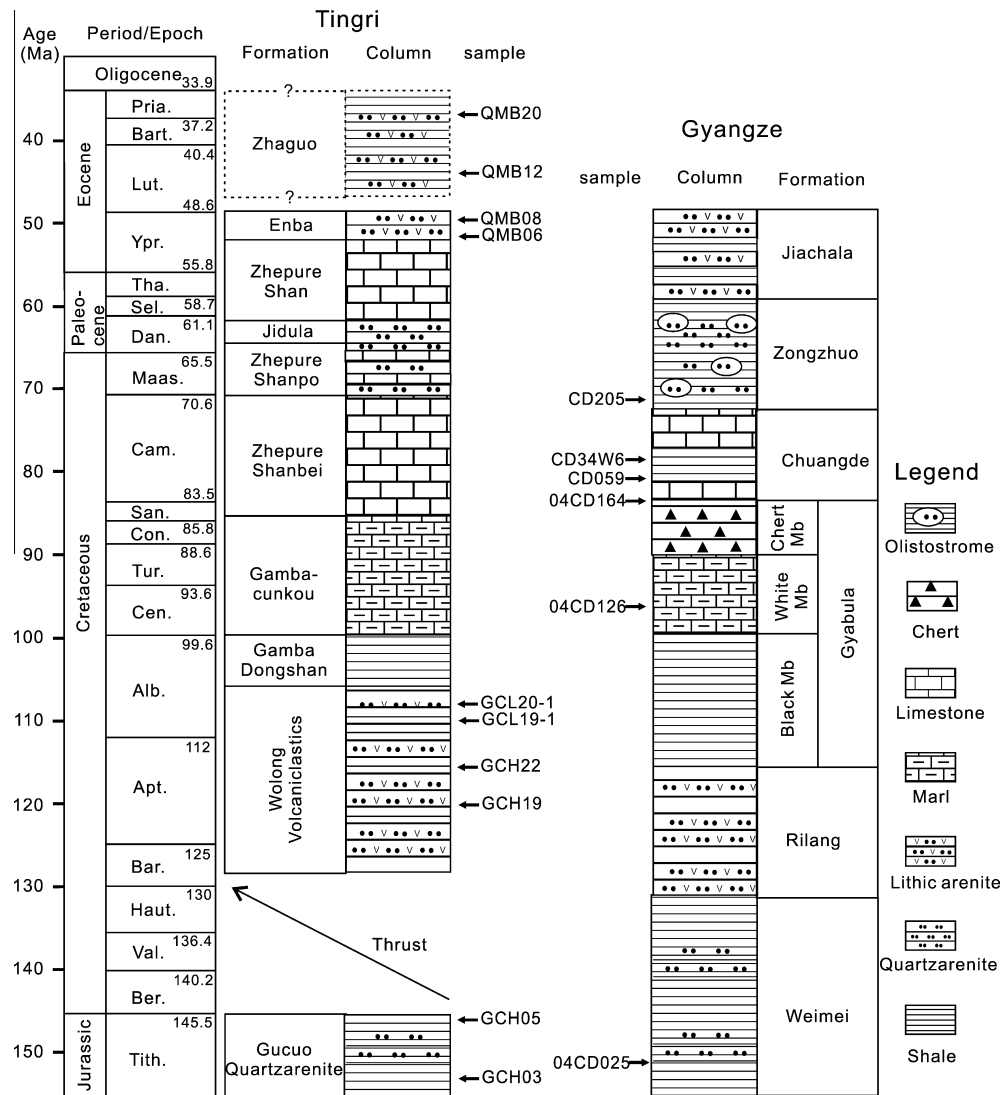 Tingri
Age
(Ma)
Period/Epoch
Formation
Column
sample
Oligocene
33.9
Eocene
Pria.
37.2
Bart.
40.4
Lut.
48.6
Ypr.
55.8
Paleo-
cene
Tha.
Sel.
58.7
Dan.
61.1
Cretaceous
65.5
Maas.
70.6
Cam.
83.5
San.
Con.
85.8
88.6
Tur.
93.6
Cen.
99.6
Alb.
112
Apt.
125
Bar.
130
Haut.
136.4
Val.
140.2
Ber.
Jurassic
145.5
Tith.
40
50
60
70
80
90
100
110
120
130
140
150
?
Zhaguo
?
Enba
Zhepure
Shan
Jidula
Zhepure
Shanpo
Zhepure
Shanbei
Gamba-
cunkou
Gamba
Dongshan
Wolong
Volcaniclastics
Thrust
Gucuo
Quartzarenite
QMB20
QMB12
QMB08
QMB06
GCL20-1
GCL19-1
GCH22
GCH19
GCH05
GCH03
Gyangze
sample
Column
Formation
CD205
CD34W6
CD059
04CD164
04CD126
04CD025
Jiachala
Zongzhuo
Chuangde
Chert
Mb
White
Mb
Black Mb
Gyabula
Rilang
Weimei
Legend
Olistostrome
Chert
Limestone
Marl
Lithic arenite
Quartzarenite
Shale